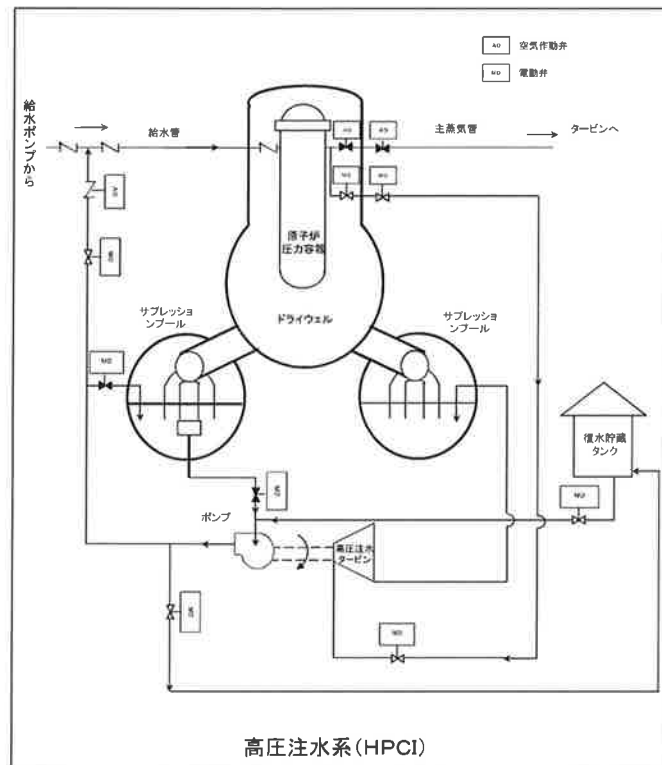 AO 空気作動弁
MO 電動弁
給水ポンプから
給水管
主蒸気管
タービンへ
AO
AO
MO
MO
AO
MO
原子炉
圧力容器
ドライウェル
サプレッショ
ンプール
サプレッショ
ンプール
MO
復水貯蔵
タンク
MO
MO
ポンプ
高圧注水
タービン
MO
MO
高圧注水系(HPCI)